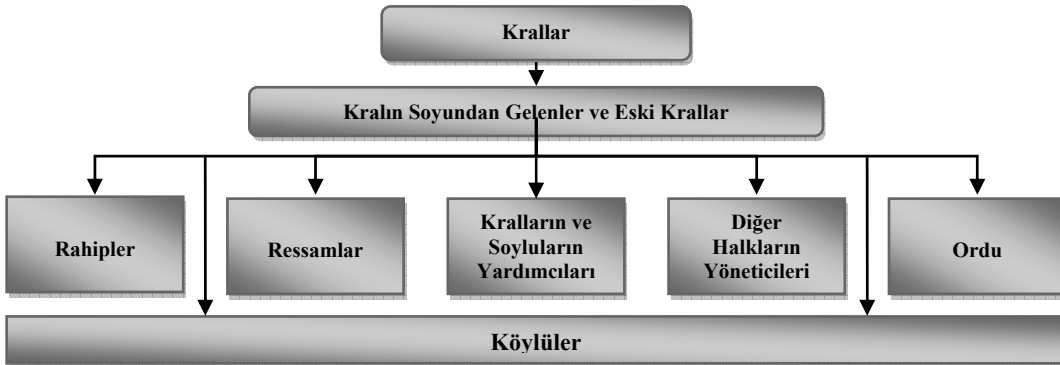 Krallar
Kralın Soyundan Gelenler ve Eski Krallar
Rahipler
Ressamlar
Kralların ve
Soyluların
Yardımcıları
Diğer
Halkların
Yöneticileri
Ordu
Köylüler